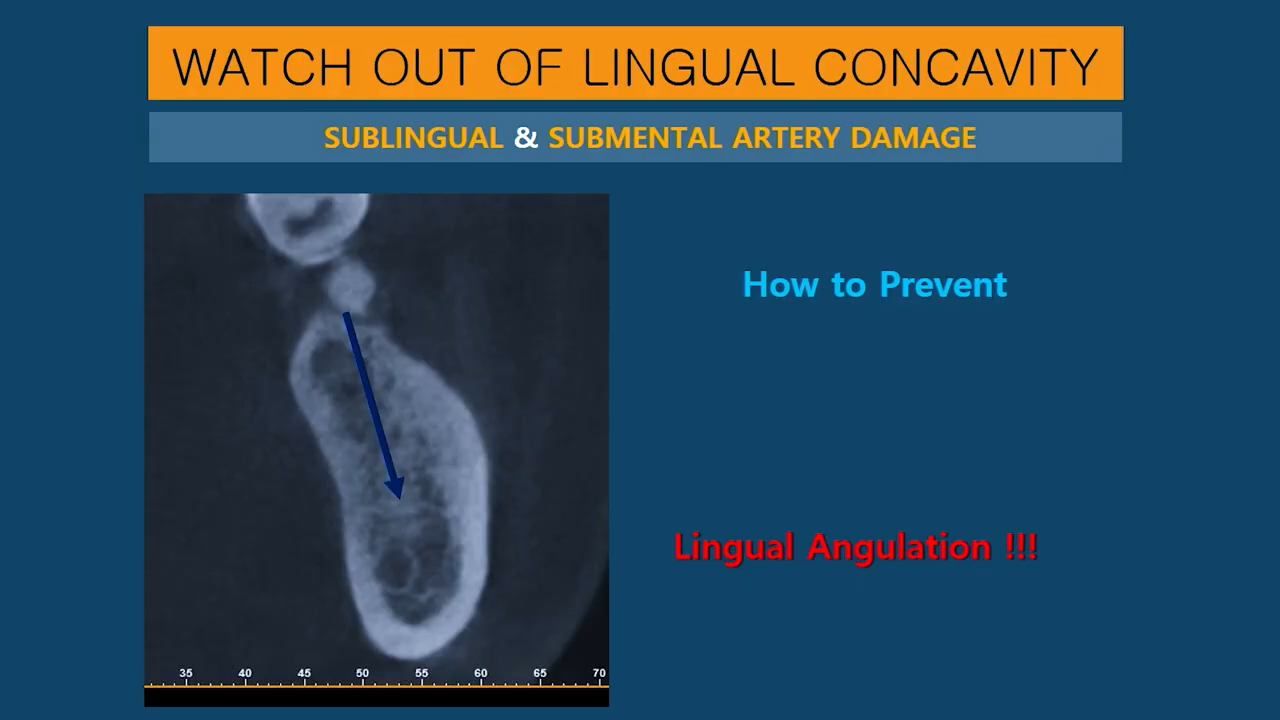 WATCH OUT OF LINGUAL CONCAVITY
SUBLINGUAL & SUBMENTAL ARTERY DAMAGE
How to Prevent
Lingual Angulation !!!
35 40 45 50 55 60 65 70